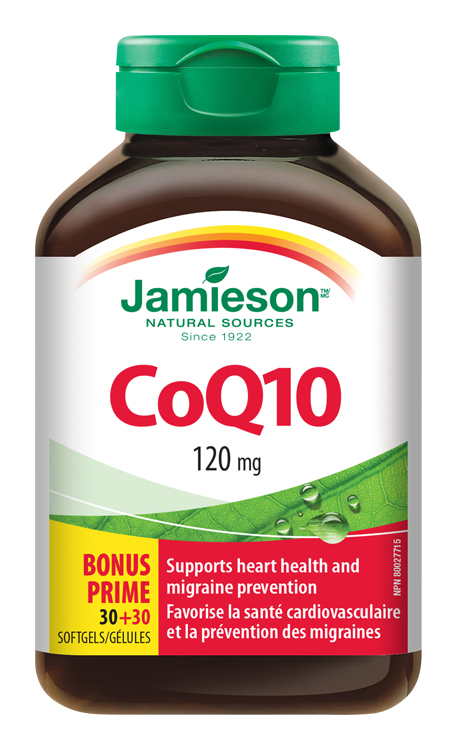 Jamieson TM/MC
NATURAL SOURCES
Since 1922
CoQ10
120 mg
BONUS
PRIME
30+30
SOFTGELS/GÉLULES
Supports heart health and
migraine prevention
Favorise la santé cardiovasculaire
et la prévention des migraines
NPN 80027715